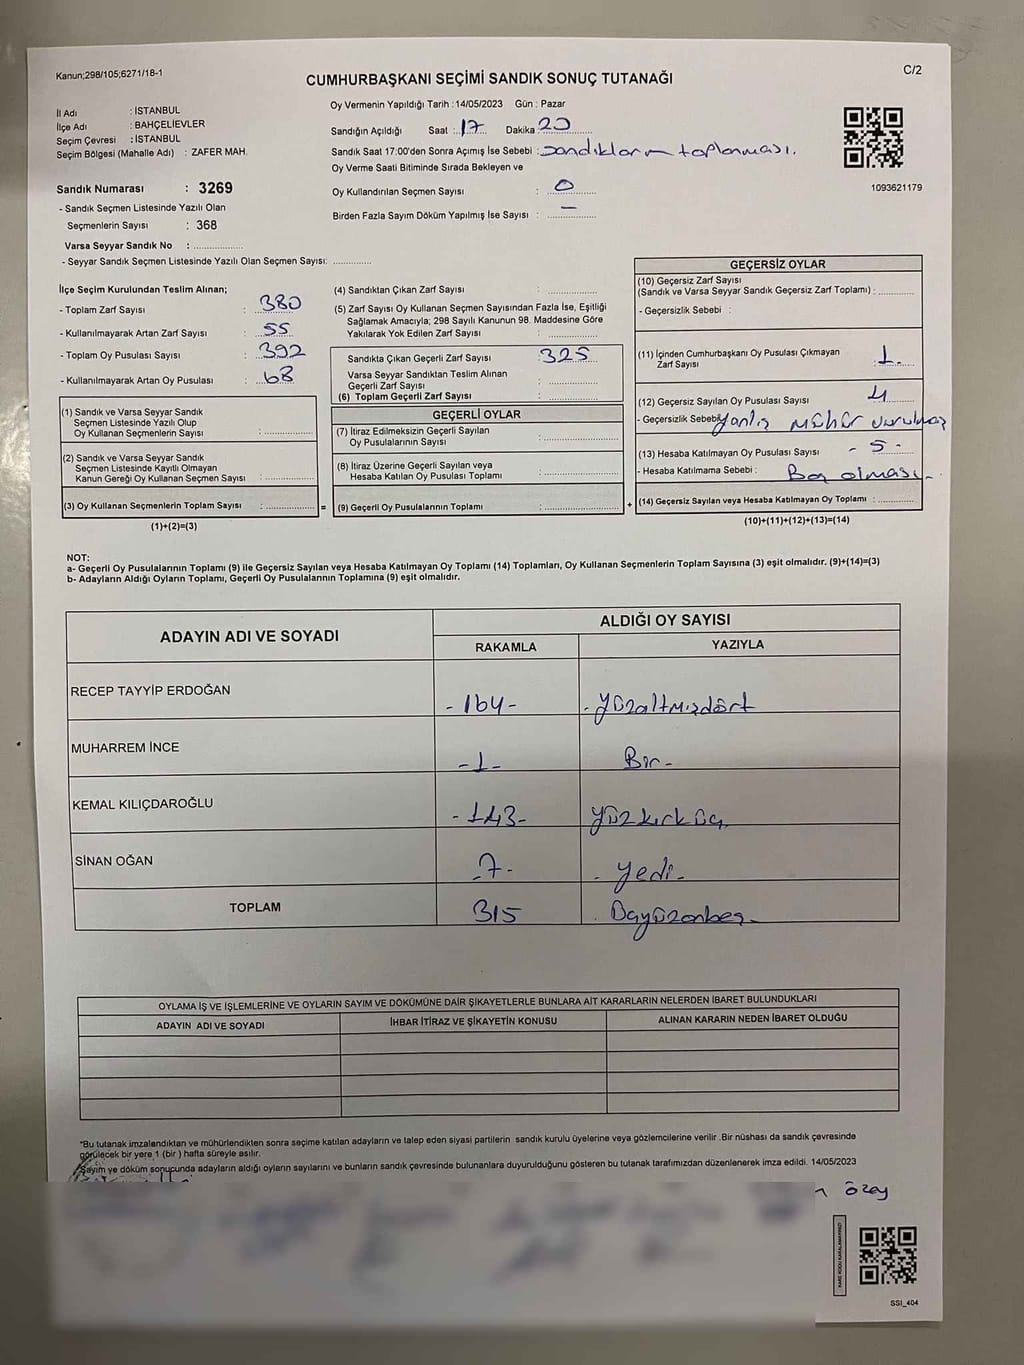 Kanun;298/105;6271/18-1
C/2
CUMHURBAŞKANI SEÇİMİ SANDIK SONUÇ TUTANAĞI
İl Adı : İSTANBUL
İlçe Adı : BAHÇELİEVLER
Seçim Çevresi : İSTANBUL
Seçim Bölgesi (Mahalle Adı) : ZAFER MAH.
Oy Vermenin Yapıldığı Tarih : 14/05/2023 Gün : Pazar
Sandığın Açıldığı Saat : 17 Dakika : 20
Sandık Saat 17:00'den Sonra Açımış İse Sebebi : Sandıkların toplanması.
Oy Verme Saati Bitiminde Sırada Bekleyen ve
Oy Kullandırılan Seçmen Sayısı : 0
Birden Fazla Sayım Döküm Yapılmış İse Sayısı : —
1093621179
Sandık Numarası : 3269
- Sandık Seçmen Listesinde Yazılı Olan
Seçmenlerin Sayısı : 368
Varsa Seyyar Sandık No : ..............
- Seyyar Sandık Seçmen Listesinde Yazılı Olan Seçmen Sayısı: ............
İlçe Seçim Kurulundan Teslim Alınan;
- Toplam Zarf Sayısı : 380
- Kullanılmayarak Artan Zarf Sayısı : 55
- Toplam Oy Pusulası Sayısı : 392
- Kullanılmayarak Artan Oy Pusulası : 68
(1) Sandık ve Varsa Seyyar Sandık
Seçmen Listesinde Yazılı Olup
Oy Kullanan Seçmenlerin Sayısı :
(2) Sandık ve Varsa Seyyar Sandık
Seçmen Listesinde Kayıtlı Olmayan
Kanun Gereği Oy Kullanan Seçmen Sayısı :
(3) Oy Kullanan Seçmenlerin Toplam Sayısı : =
(1)+(2)=(3)
(4) Sandıktan Çıkan Zarf Sayısı :
(5) Zarf Sayısı Oy Kullanan Seçmen Sayısından Fazla İse, Eşitliği
Sağlamak Amacıyla; 298 Sayılı Kanunun 98. Maddesine Göre
Yakılarak Yok Edilen Zarf Sayısı :
Sandıkta Çıkan Geçerli Zarf Sayısı : 325
Varsa Seyyar Sandıktan Teslim Alınan
Geçerli Zarf Sayısı :
(6) Toplam Geçerli Zarf Sayısı :
GEÇERLİ OYLAR
(7) İtiraz Edilmeksizin Geçerli Sayılan
Oy Pusulalarının Sayısı :
(8) İtiraz Üzerine Geçerli Sayılan veya
Hesaba Katılan Oy Pusulası Toplamı :
(9) Geçerli Oy Pusulalarının Toplamı : +
GEÇERSİZ OYLAR
(10) Geçersiz Zarf Sayısı
(Sandık ve Varsa Seyyar Sandık Geçersiz Zarf Toplamı) :
- Geçersizlik Sebebi :
(11) İçinden Cumhurbaşkanı Oy Pusulası Çıkmayan
Zarf Sayısı : 1.
(12) Geçersiz Sayılan Oy Pusulası Sayısı 4
- Geçersizlik Sebebi Yanlış mühür vurulmas
(13) Hesaba Katılmayan Oy Pusulası Sayısı - 5 -
- Hesaba Katılmama Sebebi : Boş olması -
(14) Geçersiz Sayılan veya Hesaba Katılmayan Oy Toplamı :
(10)+(11)+(12)+(13)=(14)
NOT:
a- Geçerli Oy Pusulalarının Toplamı (9) ile Geçersiz Sayılan veya Hesaba Katılmayan Oy Toplamı (14) Toplamları, Oy Kullanan Seçmenlerin Toplam Sayısına (3) eşit olmalıdır. (9)+(14)=(3)
b- Adayların Aldığı Oyların Toplamı, Geçerli Oy Pusulalarının Toplamına (9) eşit olmalıdır.
ADAYIN ADI VE SOYADI
ALDIĞI OY SAYISI
RAKAMLA YAZIYLA
RECEP TAYYİP ERDOĞAN - 164 - - Yüzaltmışdört
MUHARREM İNCE - 1 - Bir -
KEMAL KILIÇDAROĞLU - 143 - Yüzkırküç
SİNAN OĞAN - 7 - - Yedi -
TOPLAM 315 Üçyüzonbeş -
OYLAMA İŞ VE İŞLEMLERİNE VE OYLARIN SAYIM VE DÖKÜMÜNE DAİR ŞİKAYETLERLE BUNLARA AİT KARARLARIN NELERDEN İBARET BULUNDUKLARI
ADAYIN ADI VE SOYADI İHBAR İTİRAZ VE ŞİKAYETİN KONUSU ALINAN KARARIN NEDEN İBARET OLDUĞU
*Bu tutanak imzalandıktan ve mühürlendikten sonra seçime katılan adayların ve talep eden siyasi partilerin sandık kurulu üyelerine veya gözlemcilerine verilir .Bir nüshası da sandık çevresinde
görülecek bir yere 1 (bir ) hafta süreyle asılır.
*Sayım ve döküm sonucunda adayların aldığı oyların sayılarını ve bunların sandık çevresinde bulunanlara duyurulduğunu gösteren bu tutanak tarafımızdan düzenlenerek imza edildi. 14/05/2023
özay
KARE KODU KARALAMAYINIZ!
SSI_404